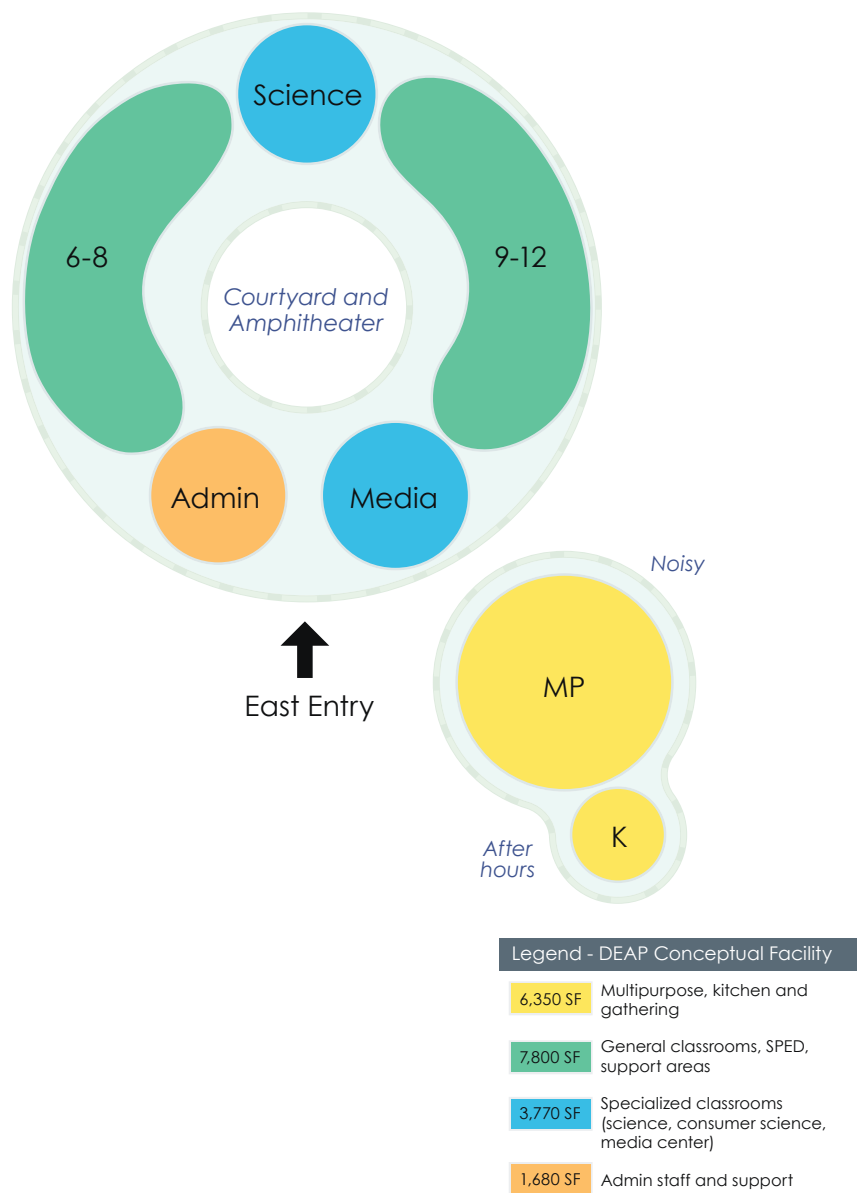 Science
6-8
9-12
Courtyard and
Amphitheater
Admin
Media
Noisy
East Entry
MP
K
After
hours
Legend - DEAP Conceptual Facility
6,350 SF
Multipurpose, kitchen and
gathering
7,800 SF
General classrooms, SPED,
support areas
3,770 SF
Specialized classrooms
(science, consumer science,
media center)
1,680 SF
Admin staff and support